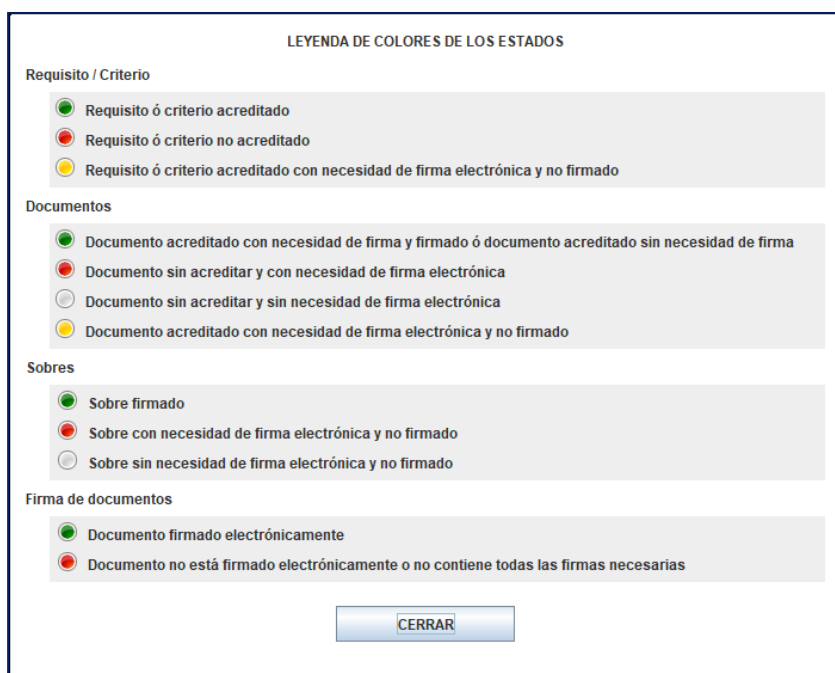 LEYENDA DE COLORES DE LOS ESTADOS
Requisito / Criterio
Requisito ó criterio acreditado
Requisito ó criterio no acreditado
Requisito ó criterio acreditado con necesidad de firma electrónica y no firmado
Documentos
Documento acreditado con necesidad de firma y firmado ó documento acreditado sin necesidad de firma
Documento sin acreditar y con necesidad de firma electrónica
Documento sin acreditar y sin necesidad de firma electrónica
Documento acreditado con necesidad de firma electrónica y no firmado
Sobres
Sobre firmado
Sobre con necesidad de firma electrónica y no firmado
Sobre sin necesidad de firma electrónica y no firmado
Firma de documentos
Documento firmado electrónicamente
Documento no está firmado electrónicamente o no contiene todas las firmas necesarias
CERRAR